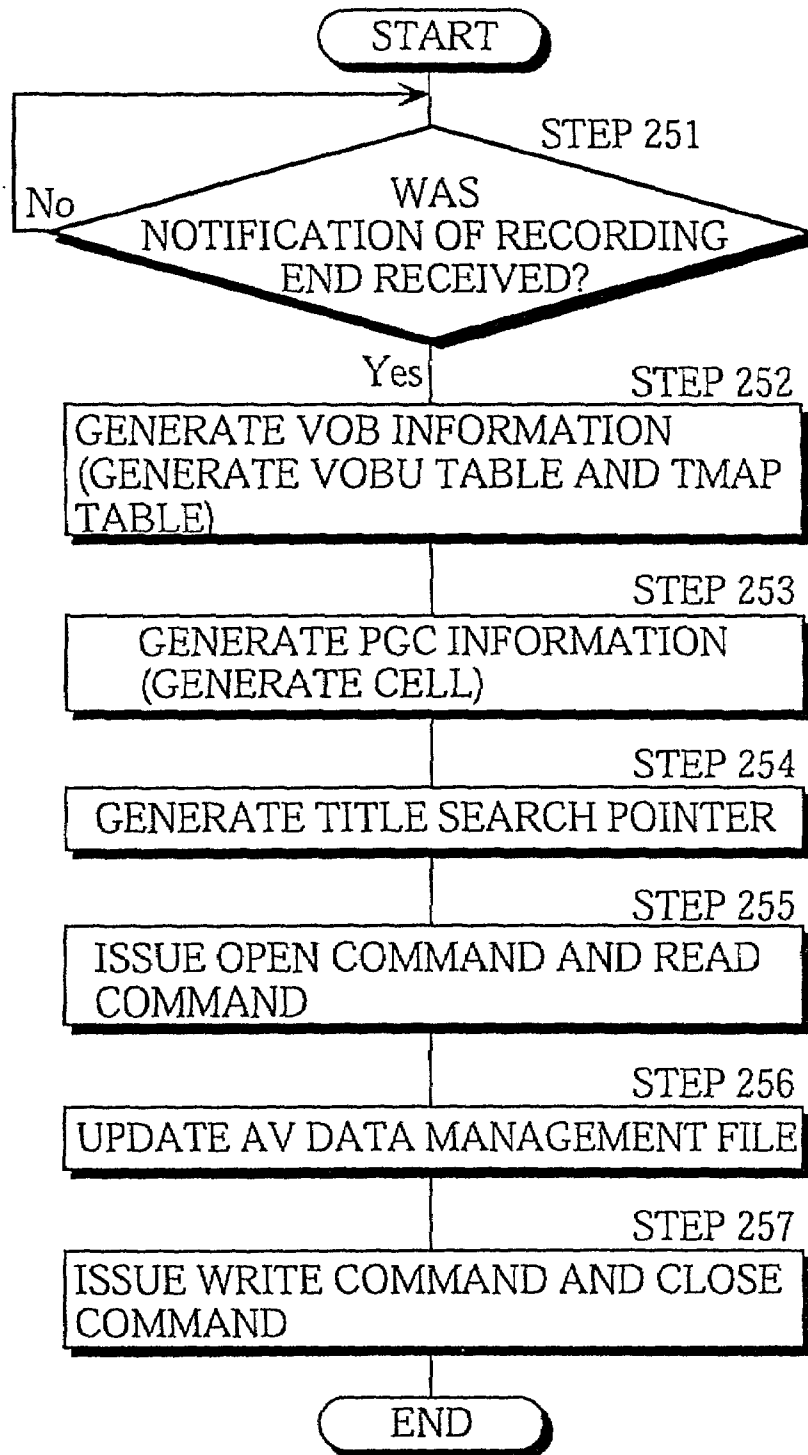 START
STEP 251
No
WAS
NOTIFICATION OF RECORDING
END RECEIVED?
Yes
STEP 252
GENERATE VOB INFORMATION
(GENERATE VOBU TABLE AND TMAP
TABLE)
STEP 253
GENERATE PGC INFORMATION
(GENERATE CELL)
STEP 254
GENERATE TITLE SEARCH POINTER
STEP 255
ISSUE OPEN COMMAND AND READ
COMMAND
STEP 256
UPDATE AV DATA MANAGEMENT FILE
STEP 257
ISSUE WRITE COMMAND AND CLOSE
COMMAND
END